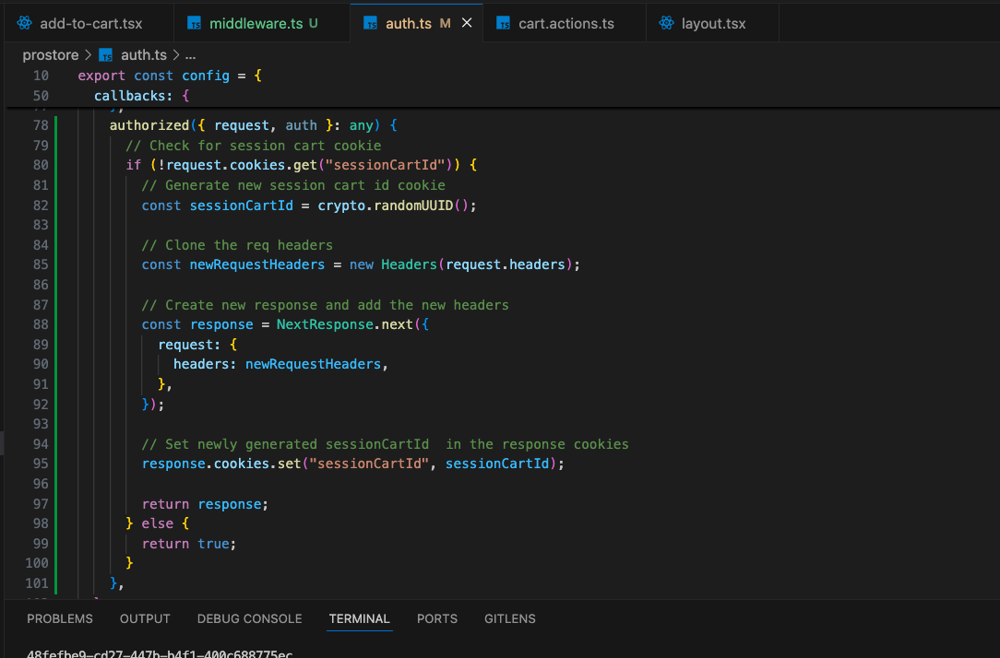 add-to-cart.tsx TS middleware.ts U TS auth.ts M TS cart.actions.ts layout.tsx
prostore > TS auth.ts > ...
10 export const config = {
50 callbacks: {
78 authorized({ request, auth }: any) {
79 // Check for session cart cookie
80 if (!request.cookies.get("sessionCartId")) {
81 // Generate new session cart id cookie
82 const sessionCartId = crypto.randomUUID();
83
84 // Clone the req headers
85 const newRequestHeaders = new Headers(request.headers);
86
87 // Create new response and add the new headers
88 const response = NextResponse.next({
89 request: {
90 headers: newRequestHeaders,
91 },
92 });
93
94 // Set newly generated sessionCartId  in the response cookies
95 response.cookies.set("sessionCartId", sessionCartId);
96
97 return response;
98 } else {
99 return true;
100 }
101 },
PROBLEMS OUTPUT DEBUG CONSOLE TERMINAL PORTS GITLENS
48fefbe9-cd27-447b-b4f1-400c688775ec